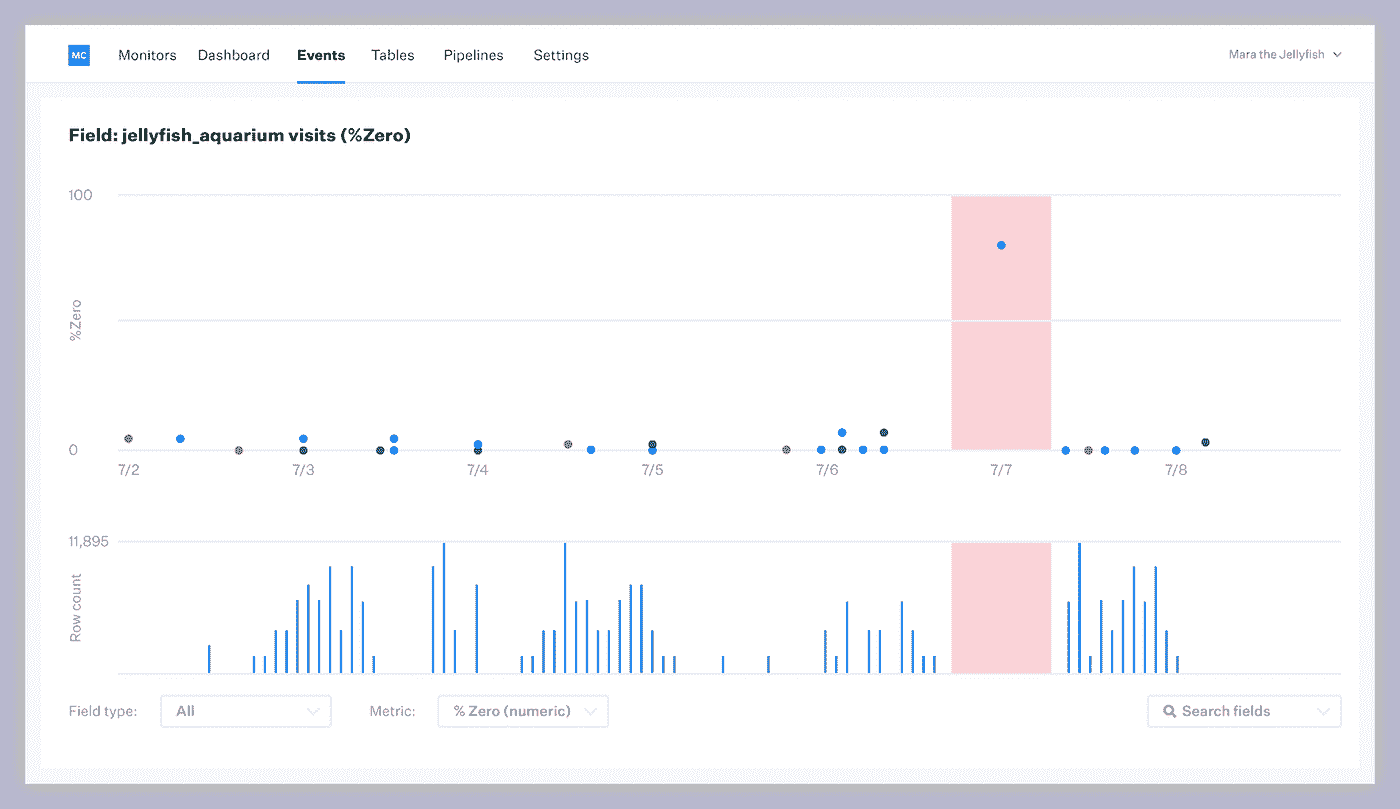 MC Monitors Dashboard Events Tables Pipelines Settings Mara the Jellyfish
Field: jellyfish_aquarium visits (%Zero)
100
%Zero
0
7/2 7/3 7/4 7/5 7/6 7/7 7/8
11,895
Row count
Field type: All Metric: % Zero (numeric) Search fields